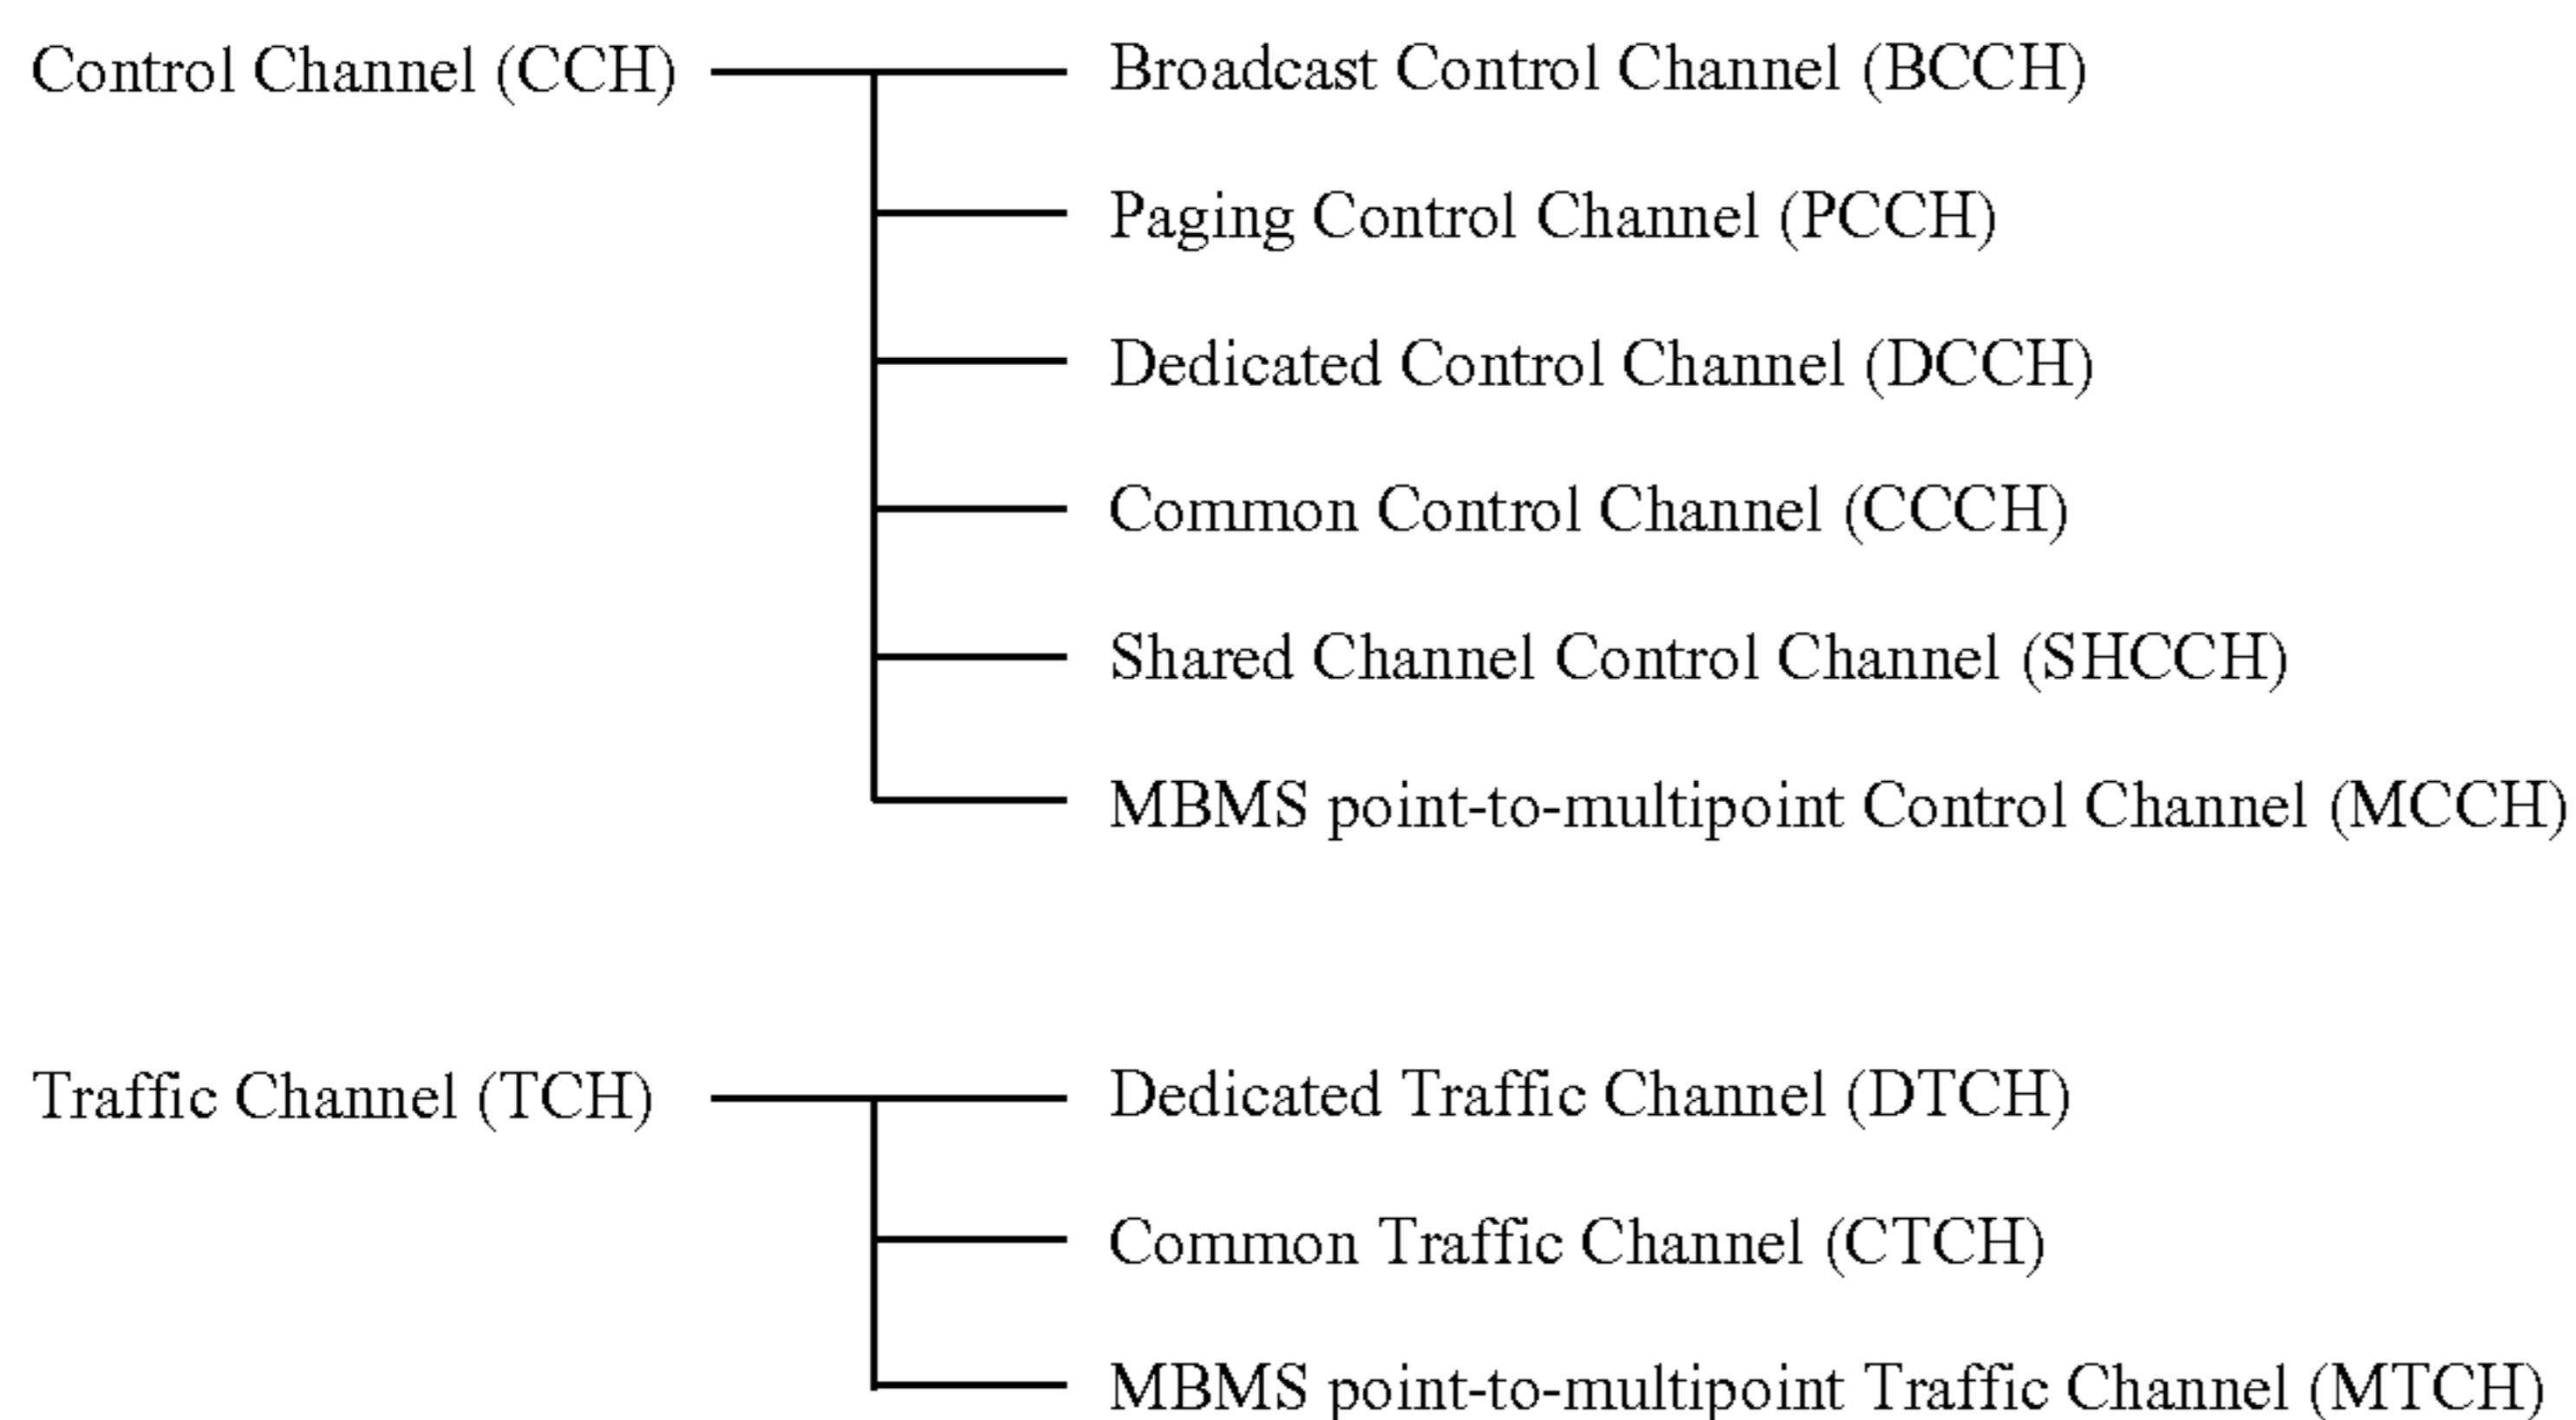 Control Channel (CCH)
Broadcast Control Channel (BCCH)
Paging Control Channel (PCCH)
Dedicated Control Channel (DCCH)
Common Control Channel (CCCH)
Shared Channel Control Channel (SHCCH)
MBMS point-to-multipoint Control Channel (MCCH)
Traffic Channel (TCH)
Dedicated Traffic Channel (DTCH)
Common Traffic Channel (CTCH)
MBMS point-to-multipoint Traffic Channel (MTCH)